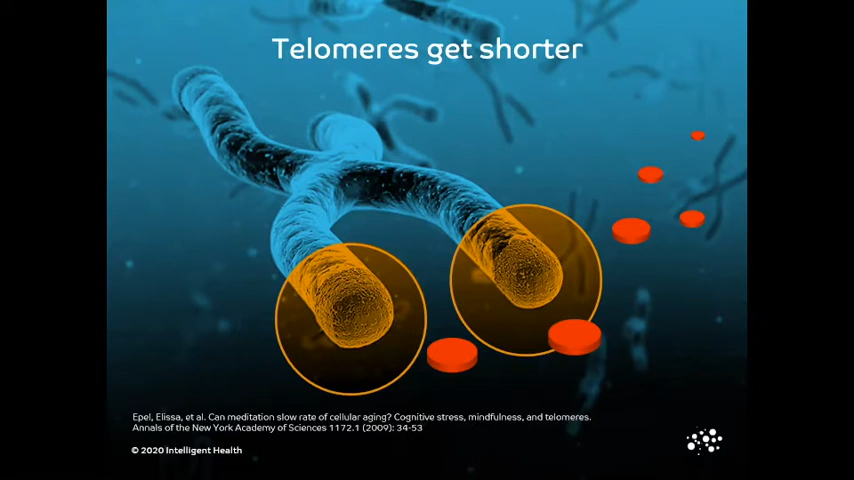 Telomeres get shorter
Epel, Elissa, et al. Can meditation slow rate of cellular aging? Cognitive stress, mindfulness, and telomeres.
Annals of the New York Academy of Sciences 1172.1 (2009): 34-53
© 2020 Intelligent Health